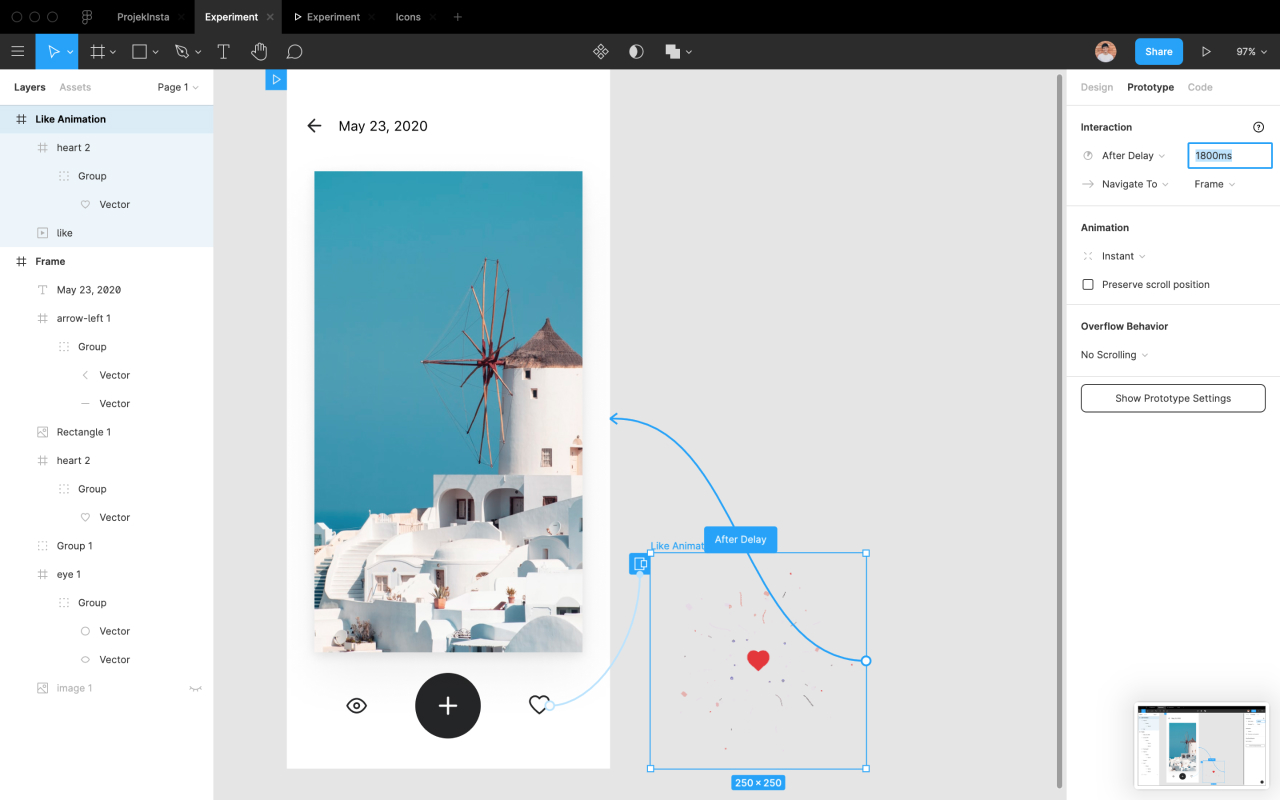 ProjekInsta
Experiment
Experiment
Icons
Share
97%
Layers
Assets
Page 1
Like Animation
heart 2
Group
Vector
like
Frame
May 23, 2020
arrow-left 1
Group
Vector
Vector
Rectangle 1
heart 2
Group
Vector
Group 1
eye 1
Group
Vector
Vector
image 1
May 23, 2020
Like Animat
After Delay
250 × 250
Design
Prototype
Code
Interaction
After Delay
1800ms
Navigate To
Frame
Animation
Instant
Preserve scroll position
Overflow Behavior
No Scrolling
Show Prototype Settings